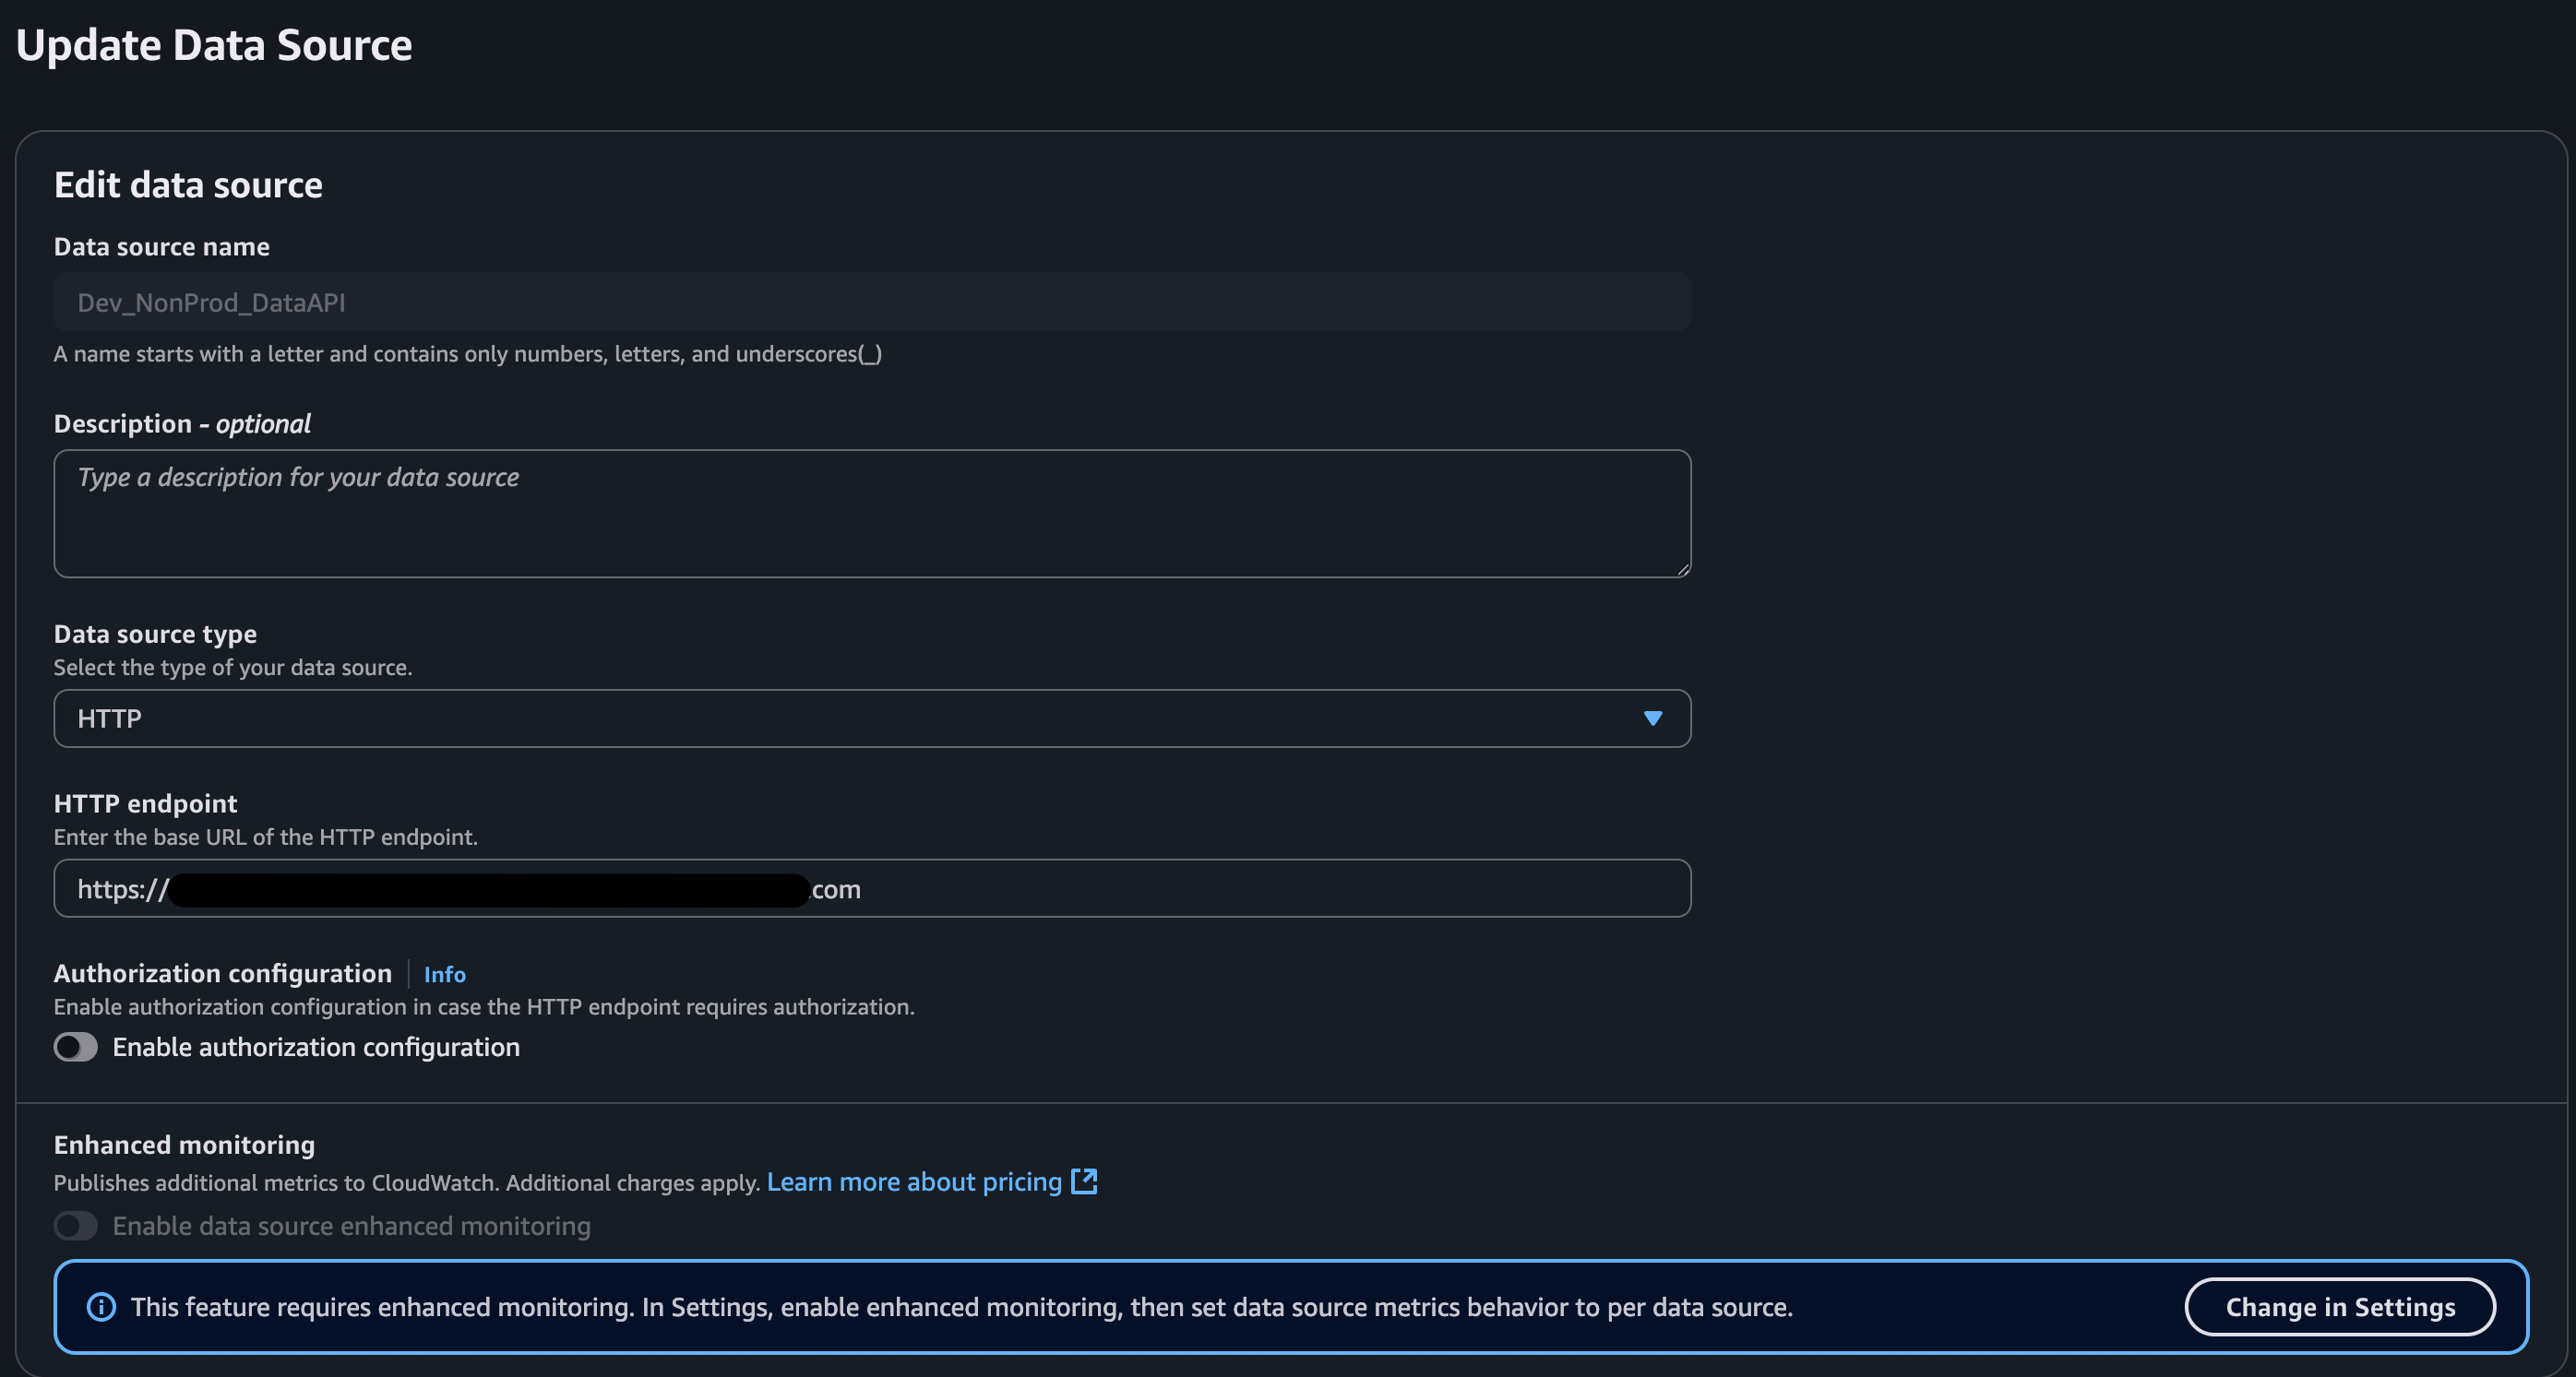 Update Data Source
Edit data source
Data source name
Dev_NonProd_DataAPI
A name starts with a letter and contains only numbers, letters, and underscores(_)
Description - optional
Type a description for your data source
Data source type
Select the type of your data source.
HTTP
HTTP endpoint
Enter the base URL of the HTTP endpoint.
https:// com
Authorization configuration Info
Enable authorization configuration in case the HTTP endpoint requires authorization.
Enable authorization configuration
Enhanced monitoring
Publishes additional metrics to CloudWatch. Additional charges apply. Learn more about pricing
Enable data source enhanced monitoring
This feature requires enhanced monitoring. In Settings, enable enhanced monitoring, then set data source metrics behavior to per data source.
Change in Settings